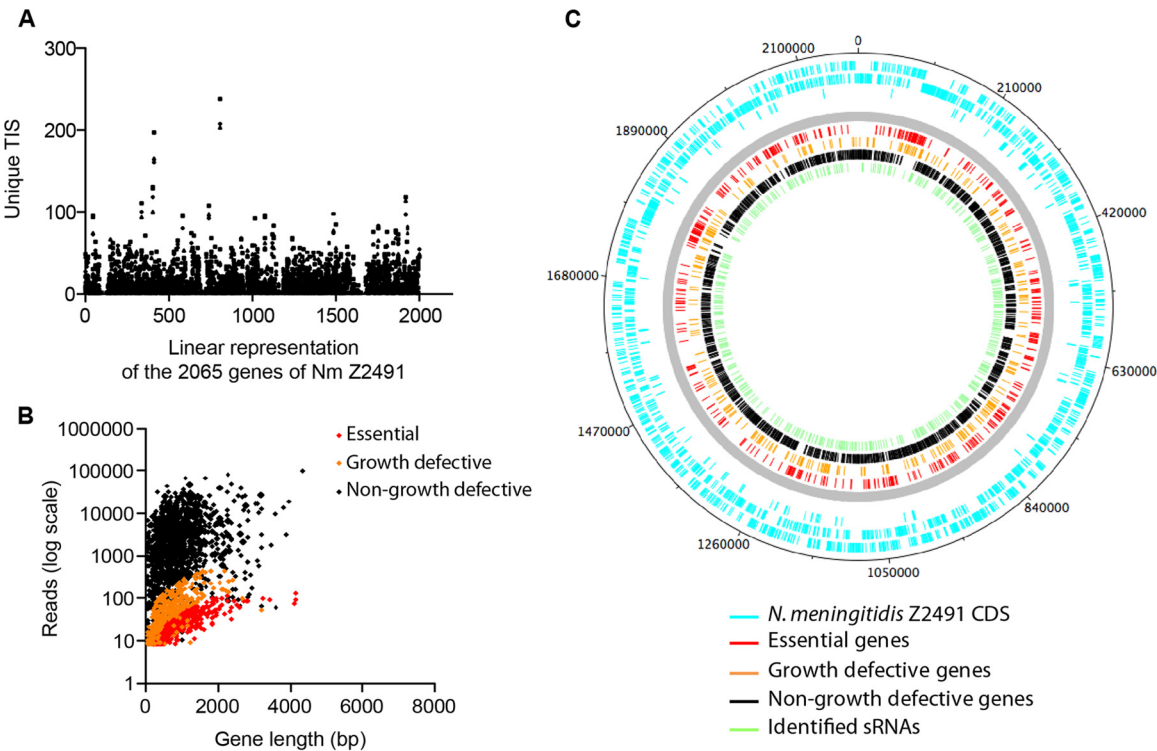 A
Unique TIS
300
200
100
0
0
500
1000
1500
2000
Linear representation
of the 2065 genes of Nm Z2491
B
Reads (log scale)
1000000
100000
10000
1000
100
10
1
0
2000
4000
6000
8000
Gene length (bp)
Essential
Growth defective
Non-growth defective
C
0
210000
420000
630000
840000
1050000
1260000
1470000
1680000
1890000
2100000
N. meningitidis Z2491 CDS
Essential genes
Growth defective genes
Non-growth defective genes
Identified sRNAs